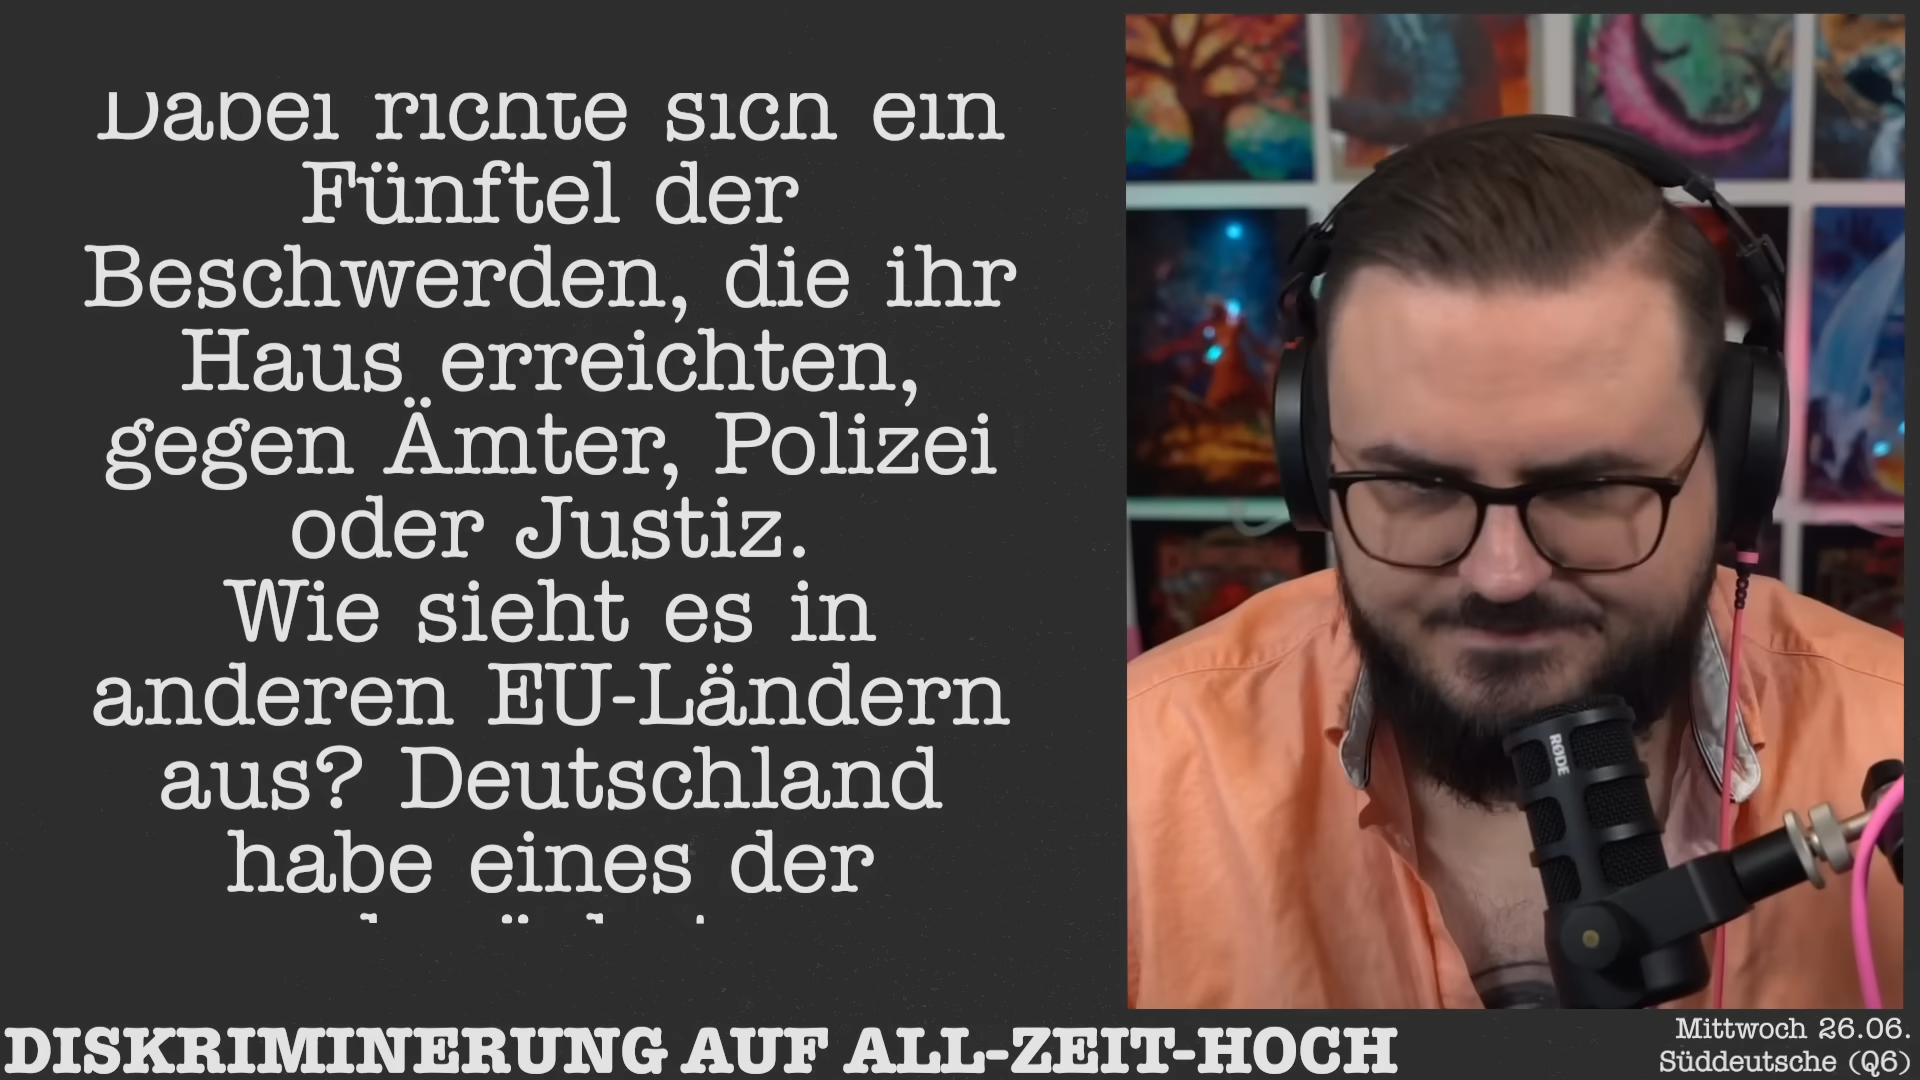 Dabei richte sich ein
Fünftel der
Beschwerden, die ihr
Haus erreichten,
gegen Ämter, Polizei
oder Justiz.
Wie sieht es in
anderen EU-Ländern
aus? Deutschland
habe eines der
RØDE
DISKRIMINERUNG AUF ALL-ZEIT-HOCH
Mittwoch 26.06.
Süddeutsche (Q6)